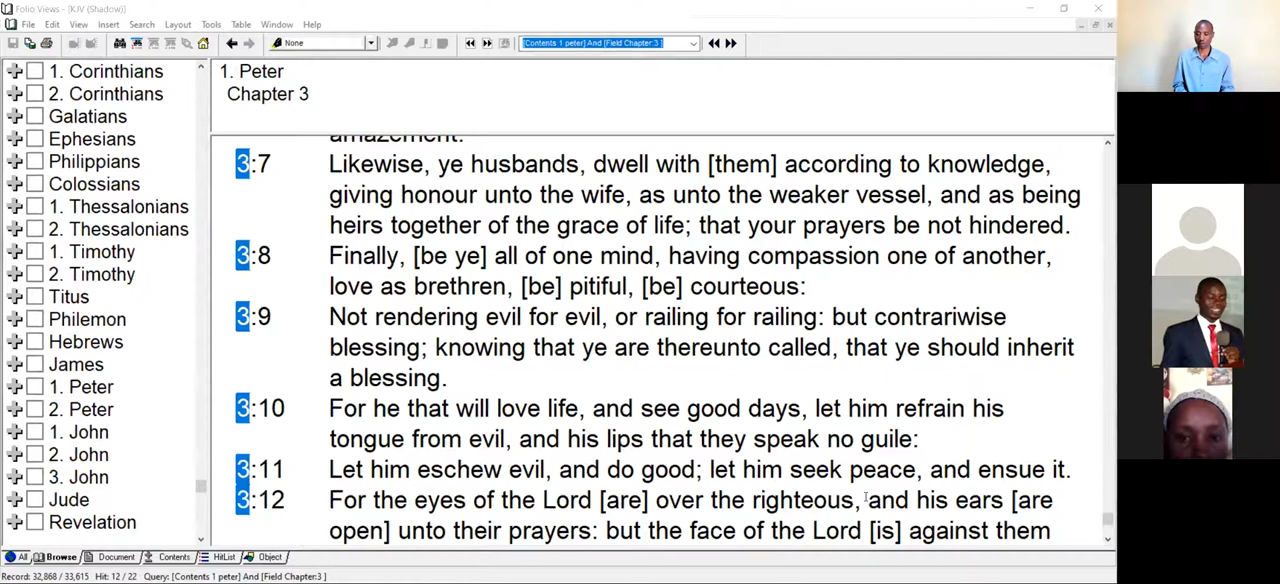 Folio Views - [KJV (Shadow)]
File Edit View Search Layout Tools Table Window Help
None
[Contents 1 peter] And [Field Chapter:3 ]
1. Corinthians
2. Corinthians
Galatians
Ephesians
Philippians
Colossians
1. Thessalonians
2. Thessalonians
1. Timothy
2. Timothy
Titus
Philemon
Hebrews
James
1. Peter
2. Peter
1. John
2. John
3. John
Jude
Revelation
1. Peter
Chapter 3
amazement.
3:7 Likewise, ye husbands, dwell with [them] according to knowledge,
giving honour unto the wife, as unto the weaker vessel, and as being
heirs together of the grace of life; that your prayers be not hindered.
3:8 Finally, [be ye] all of one mind, having compassion one of another,
love as brethren, [be] pitiful, [be] courteous:
3:9 Not rendering evil for evil, or railing for railing: but contrariwise
blessing; knowing that ye are thereunto called, that ye should inherit
a blessing.
3:10 For he that will love life, and see good days, let him refrain his
tongue from evil, and his lips that they speak no guile:
3:11 Let him eschew evil, and do good; let him seek peace, and ensue it.
3:12 For the eyes of the Lord [are] over the righteous, and his ears [are
open] unto their prayers: but the face of the Lord [is] against them
All Browse Document Contents HitList Object
Record: 32,868 / 33,615 Hit: 12 / 22 Query: [Contents 1 peter] And [Field Chapter:3 ]